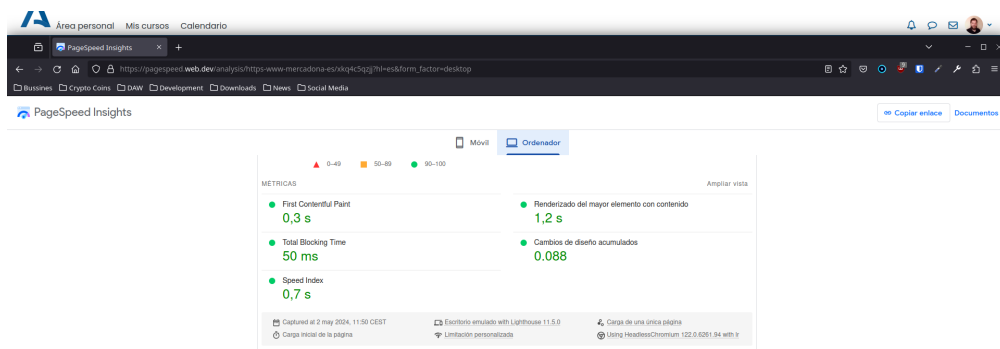 Área personal Mis cursos Calendario
PageSpeed Insights
https://pagespeed.web.dev/analysis/https-www-mercadona-es/xkq4c5qzjj?hl=es&form_factor=desktop
Bussines Crypto Coins DAW Development Downloads News Social Media
PageSpeed Insights
Copiar enlace Documentos
Móvil Ordenador
0–49 50–89 90–100
MÉTRICAS Ampliar vista
First Contentful Paint
0,3 s
Renderizado del mayor elemento con contenido
1,2 s
Total Blocking Time
50 ms
Cambios de diseño acumulados
0.088
Speed Index
0,7 s
Captured at 2 may 2024, 11:50 CEST
Escritorio emulado with Lighthouse 11.5.0
Carga de una única página
Carga inicial de la página
Limitación personalizada
Using HeadlessChromium 122.0.6261.94 with lr